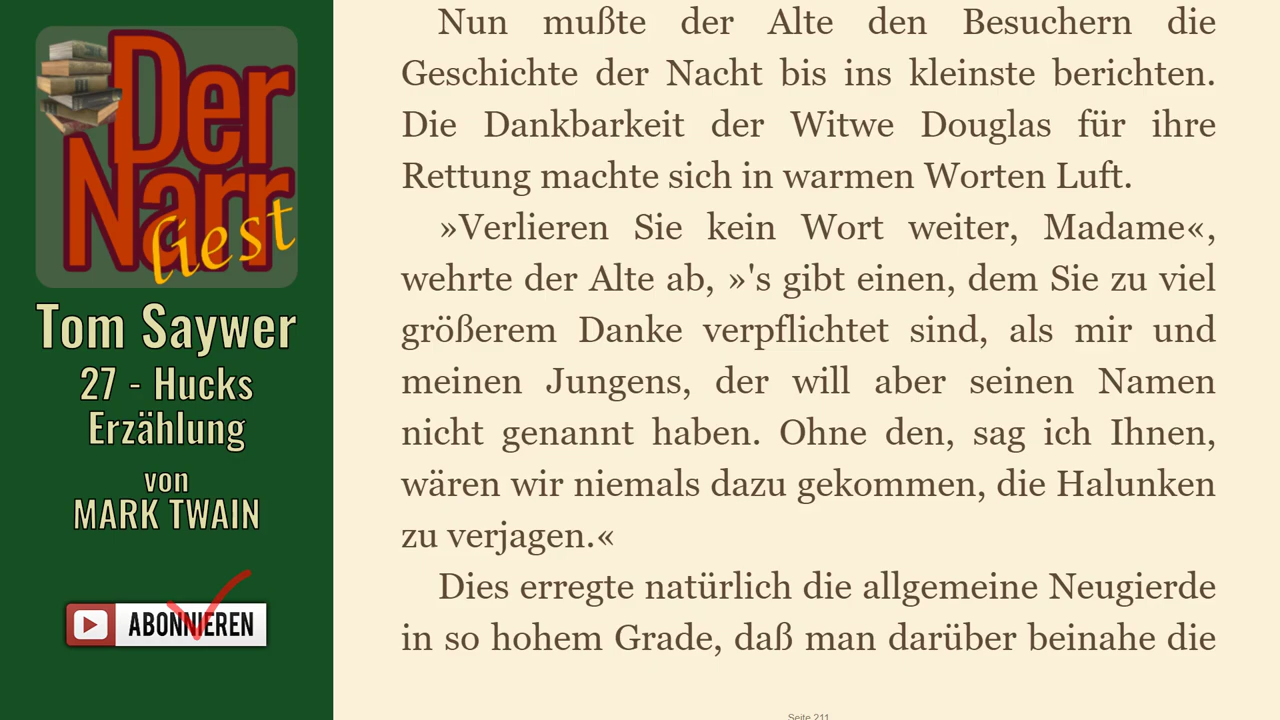 Der
Narr
liest
Tom Saywer
27 - Hucks
Erzählung
von
MARK TWAIN
ABONNIEREN
Nun mußte der Alte den Besuchern die
Geschichte der Nacht bis ins kleinste berichten.
Die Dankbarkeit der Witwe Douglas für ihre
Rettung machte sich in warmen Worten Luft.
»Verlieren Sie kein Wort weiter, Madame«,
wehrte der Alte ab, »'s gibt einen, dem Sie zu viel
größerem Danke verpflichtet sind, als mir und
meinen Jungens, der will aber seinen Namen
nicht genannt haben. Ohne den, sag ich Ihnen,
wären wir niemals dazu gekommen, die Halunken
zu verjagen.«
Dies erregte natürlich die allgemeine Neugierde
in so hohem Grade, daß man darüber beinahe die
Seite 211